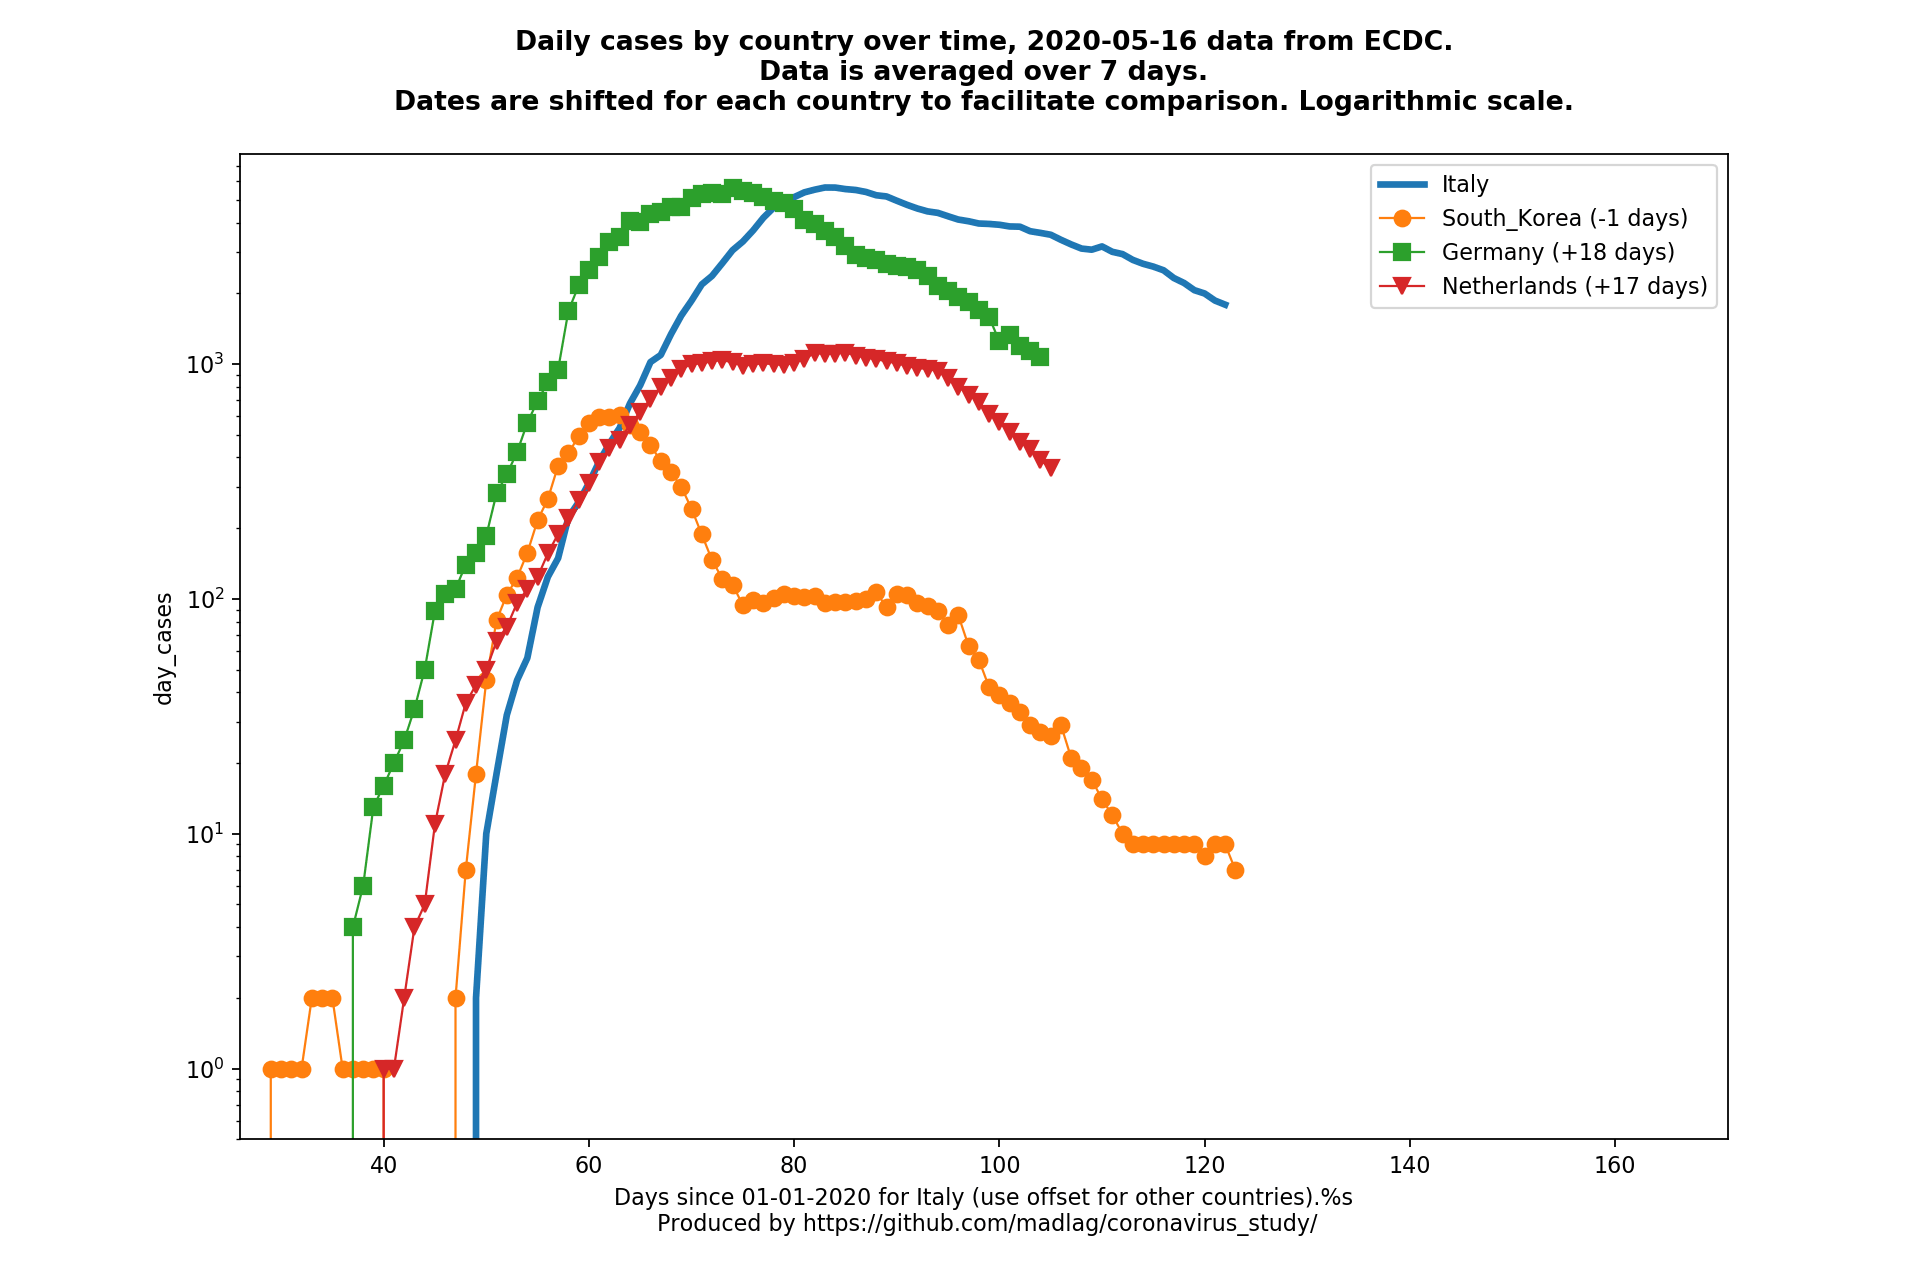 Daily cases by country over time, 2020-05-16 data from ECDC.
Data is averaged over 7 days.
Dates are shifted for each country to facilitate comparison. Logarithmic scale.
Italy
South_Korea (-1 days)
Germany (+18 days)
Netherlands (+17 days)
day_cases
10³
10²
10¹
10⁰
40 60 80 100 120 140 160
Days since 01-01-2020 for Italy (use offset for other countries).%s
Produced by https://github.com/madlag/coronavirus_study/